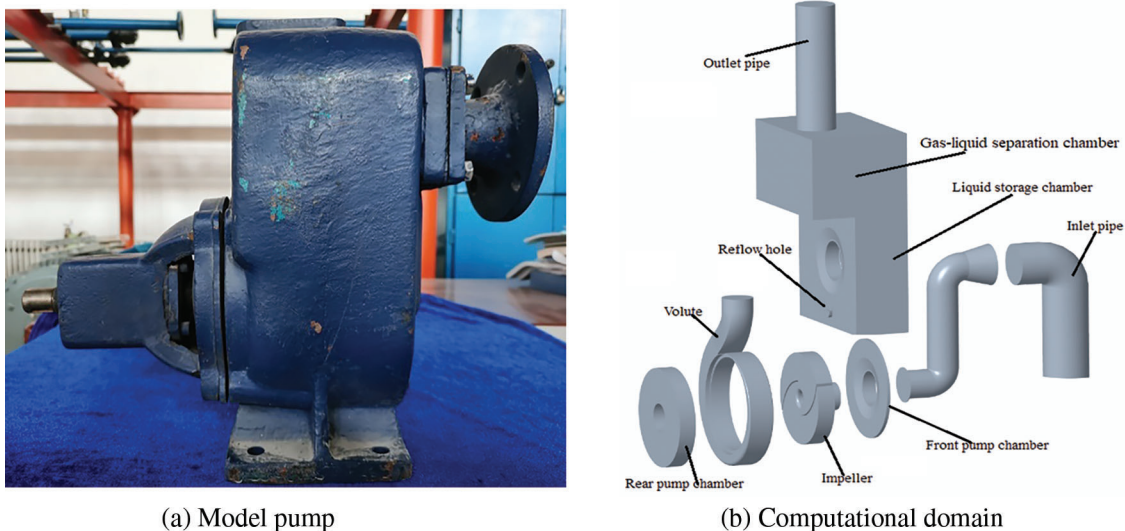 Outlet pipe
Gas-liquid separation chamber
Liquid storage chamber
Reflow hole
Inlet pipe
Volute
Front pump chamber
Rear pump chamber
Impeller
(a) Model pump
(b) Computational domain